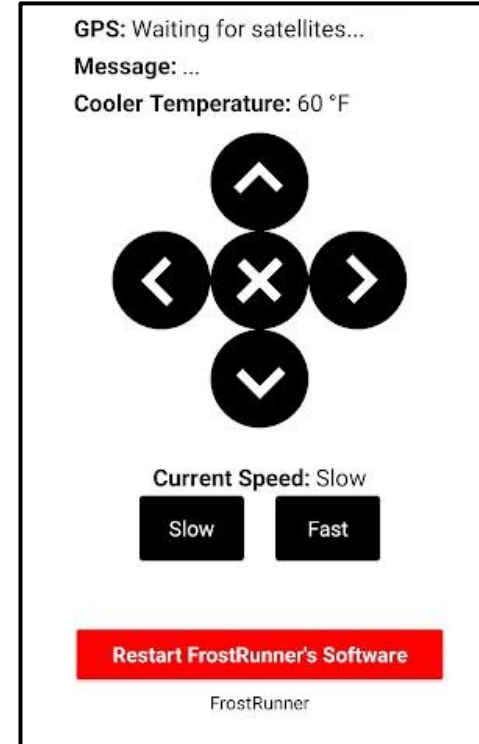 GPS: Waiting for satellites...
Message: ...
Cooler Temperature: 60 °F
Current Speed: Slow
Slow Fast
Restart FrostRunner's Software
FrostRunner